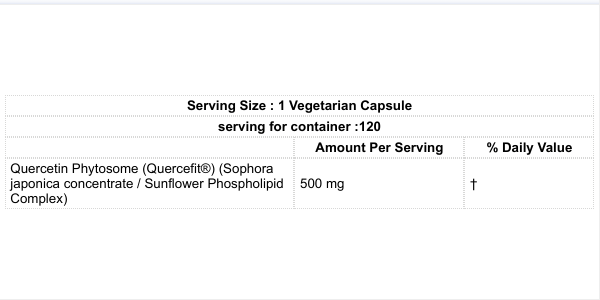 Serving Size : 1 Vegetarian Capsule
serving for container :120
Amount Per Serving % Daily Value
Quercetin Phytosome (Quercefit®) (Sophora
japonica concentrate / Sunflower Phospholipid
Complex)
500 mg
†